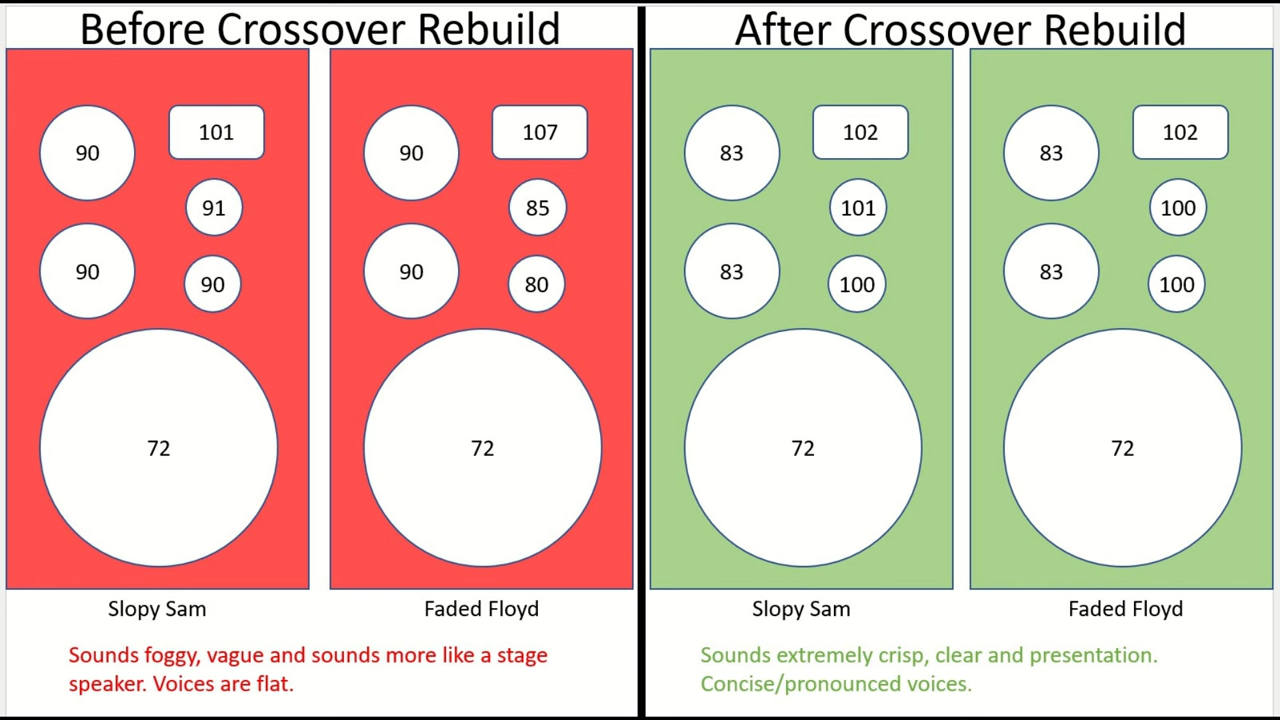 Before Crossover Rebuild
90
101
91
90
90
72
Slopy Sam
90
107
85
90
80
72
Faded Floyd
Sounds foggy, vague and sounds more like a stage
speaker. Voices are flat.
After Crossover Rebuild
83
102
101
83
100
72
Slopy Sam
83
102
100
83
100
72
Faded Floyd
Sounds extremely crisp, clear and presentation.
Concise/pronounced voices.